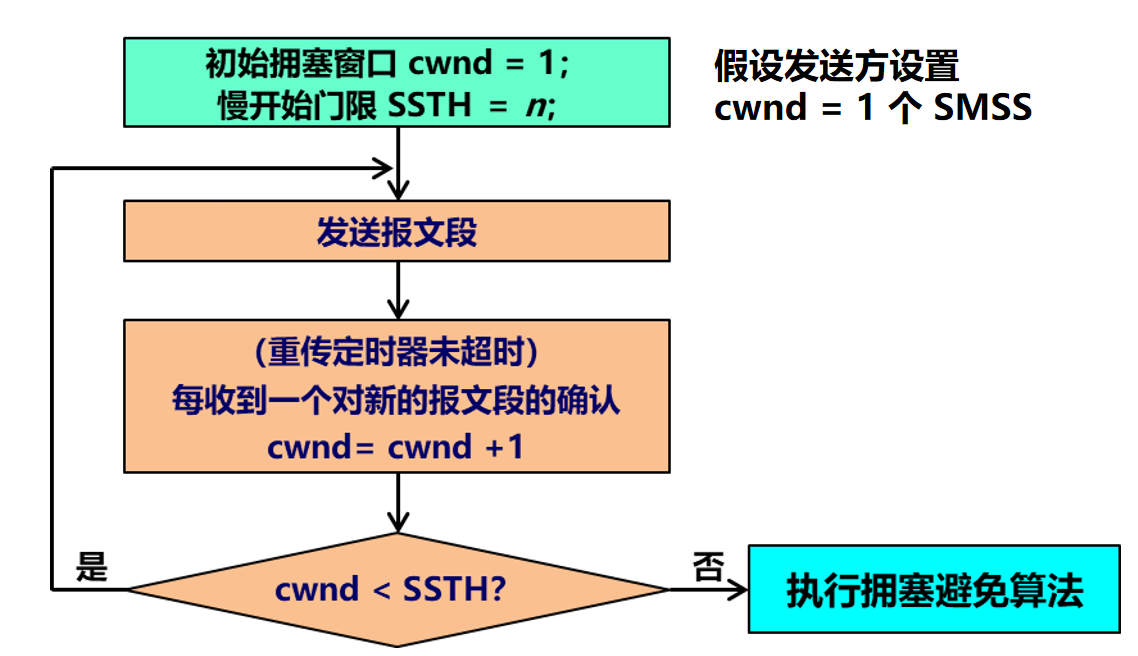 初始拥塞窗口 cwnd = 1；
慢开始门限 SSTH = n;
假设发送方设置
cwnd = 1 个 SMSS
发送报文段
（重传定时器未超时）
每收到一个对新的报文段的确认
cwnd= cwnd +1
cwnd < SSTH?
是
否
执行拥塞避免算法